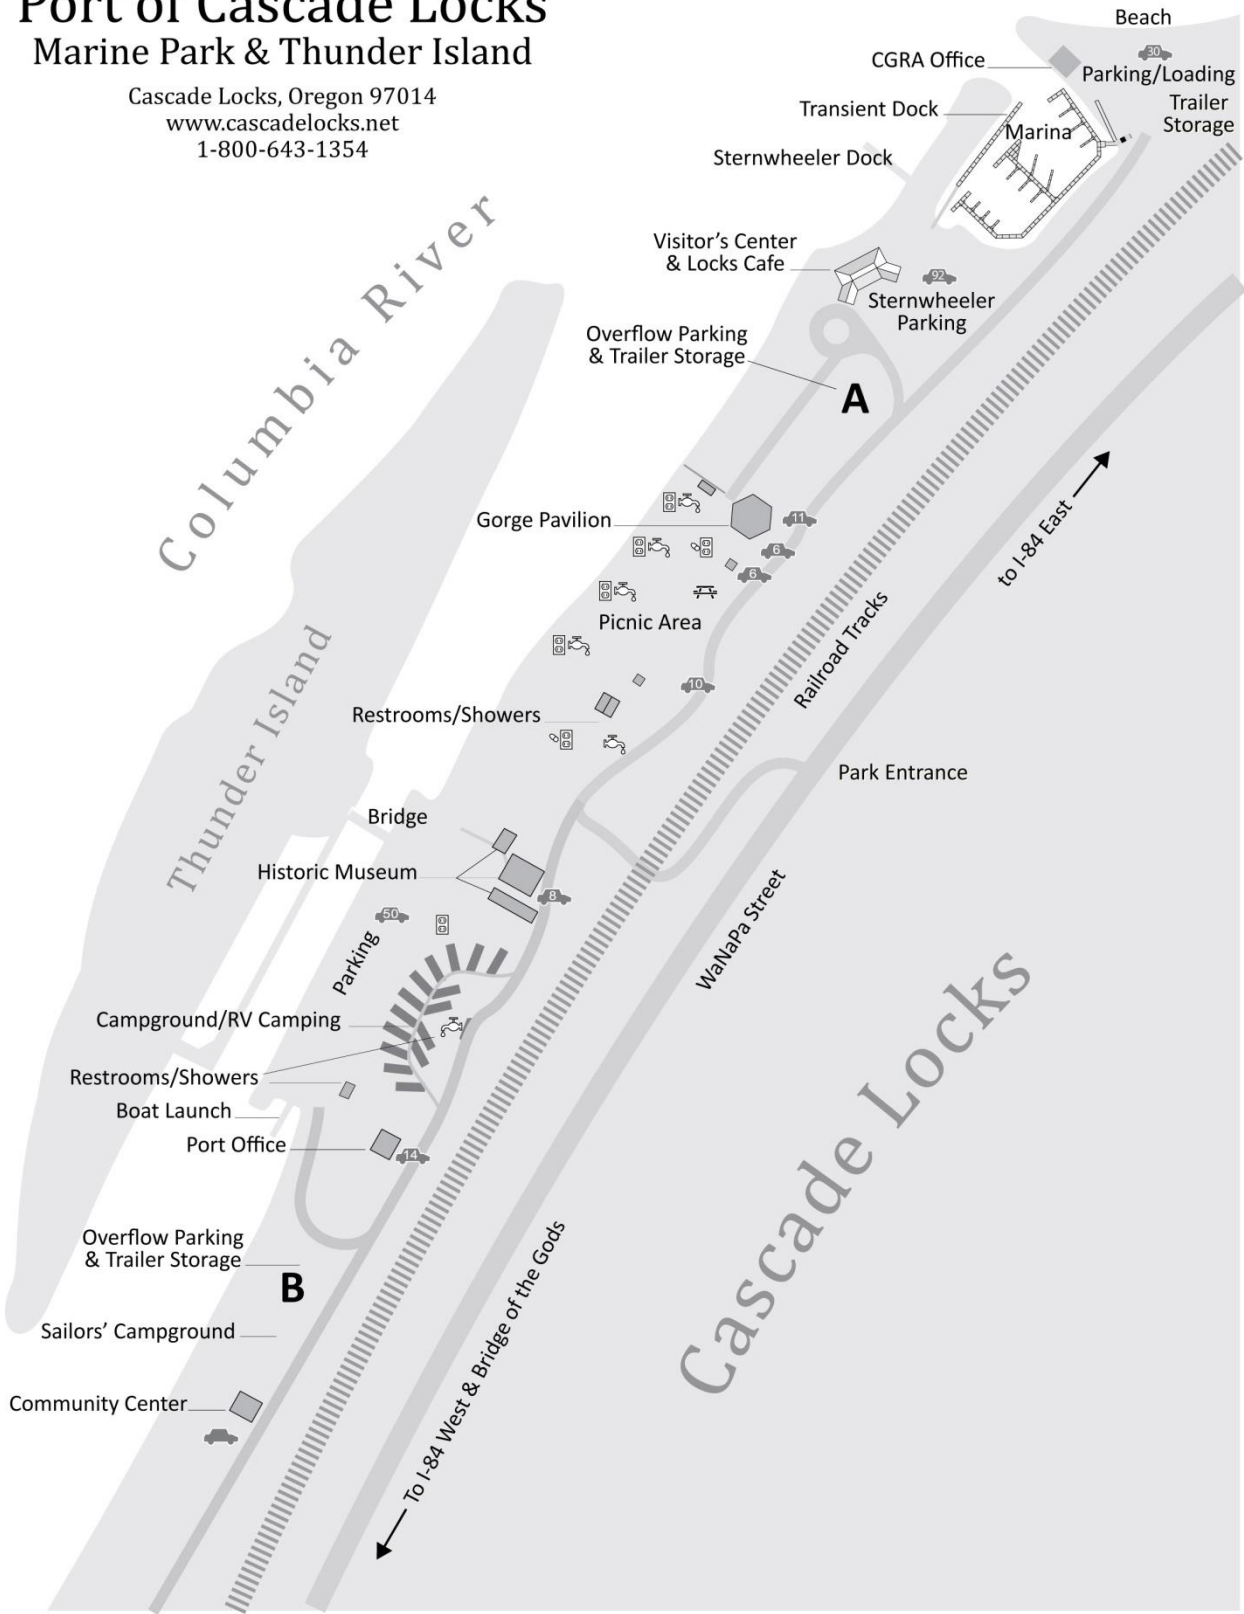 Port of Cascade Locks
Marine Park & Thunder Island
Cascade Locks, Oregon 97014
www.cascadelocks.net
1-800-643-1354
Beach
30
CGRA Office
Parking/Loading
Trailer
Storage
Transient Dock
Marina
Sternwheeler Dock
Visitor's Center
& Locks Cafe
92
Sternwheeler
Parking
Columbia River
Overflow Parking
& Trailer Storage
A
Gorge Pavilion
11
6
6
to I-84 East
Picnic Area
Railroad Tracks
10
Restrooms/Showers
Thunder Island
Park Entrance
Bridge
Historic Museum
8
50
Parking
WaNaPa Street
Campground/RV Camping
Cascade Locks
Restrooms/Showers
Boat Launch
Port Office
14
Overflow Parking
& Trailer Storage
B
To I-84 West & Bridge of the Gods
Sailors' Campground
Community Center